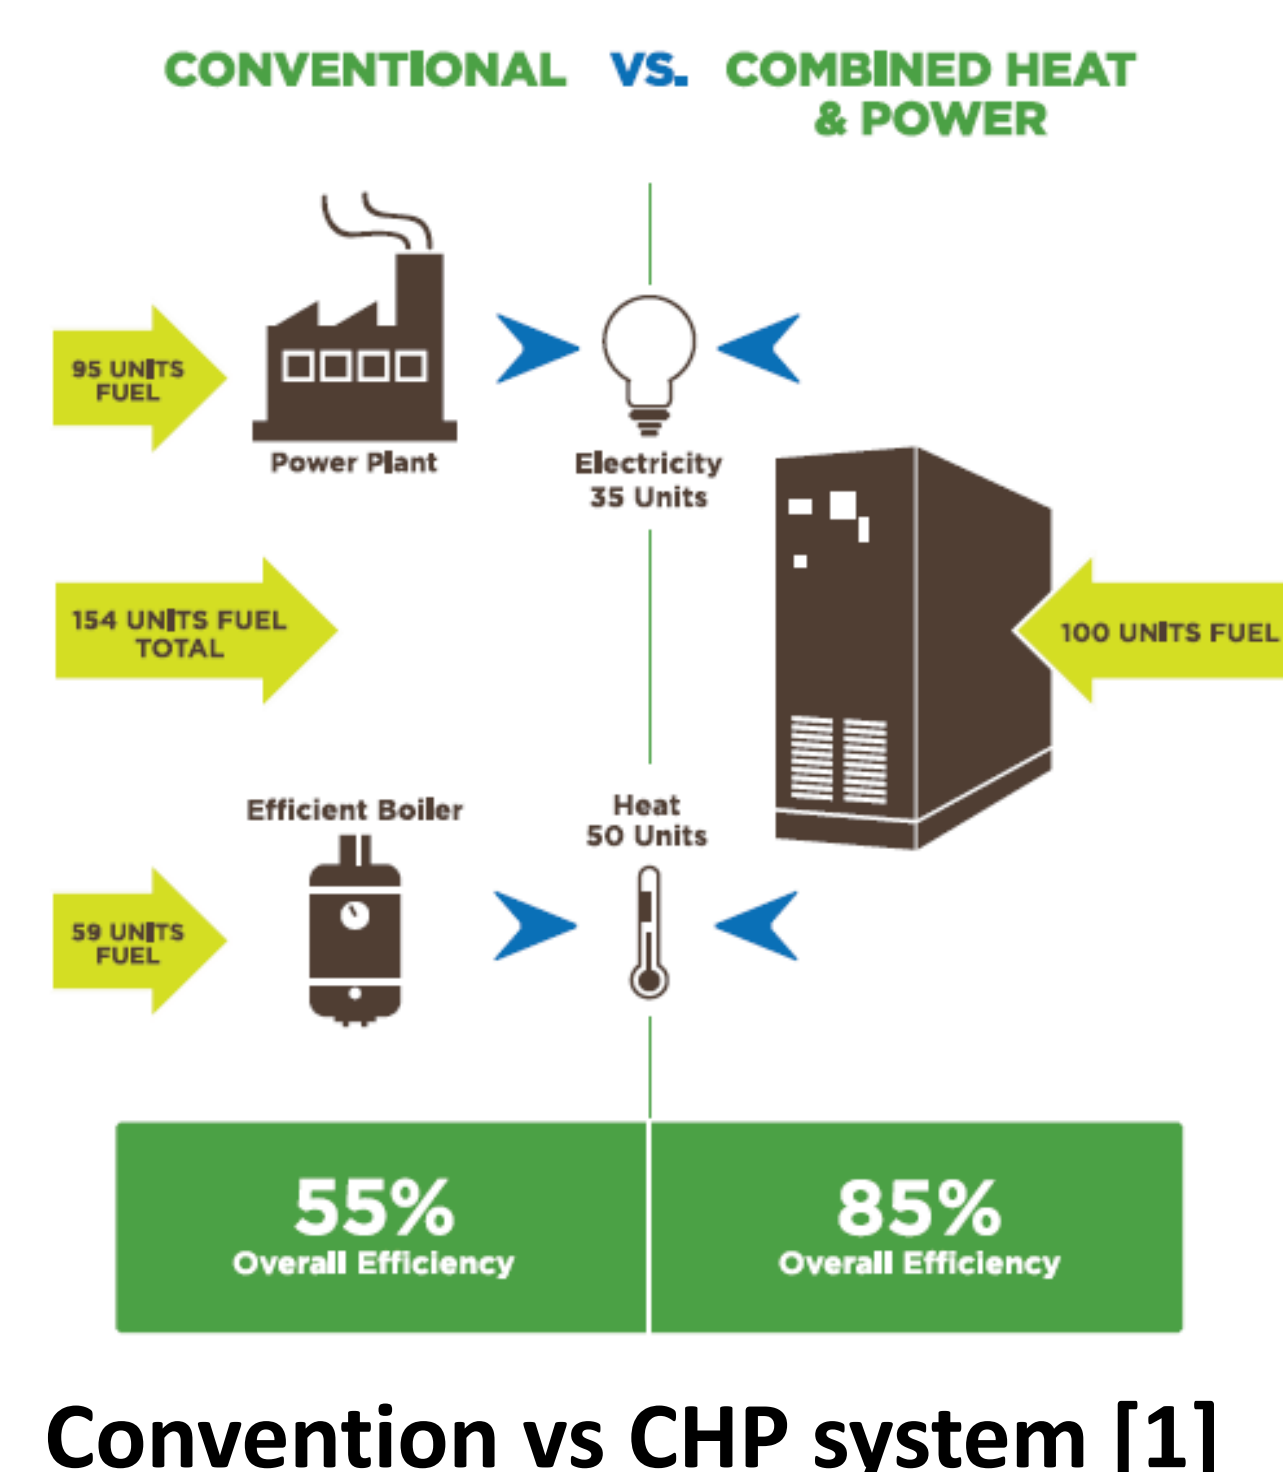 CONVENTIONAL VS. COMBINED HEAT
& POWER
95 UNITS
FUEL
Power Plant
Electricity
35 Units
154 UNITS FUEL
TOTAL
100 UNITS FUEL
Efficient Boiler
Heat
50 Units
59 UNITS
FUEL
55%
Overall Efficiency
85%
Overall Efficiency
Convention vs CHP system [1]